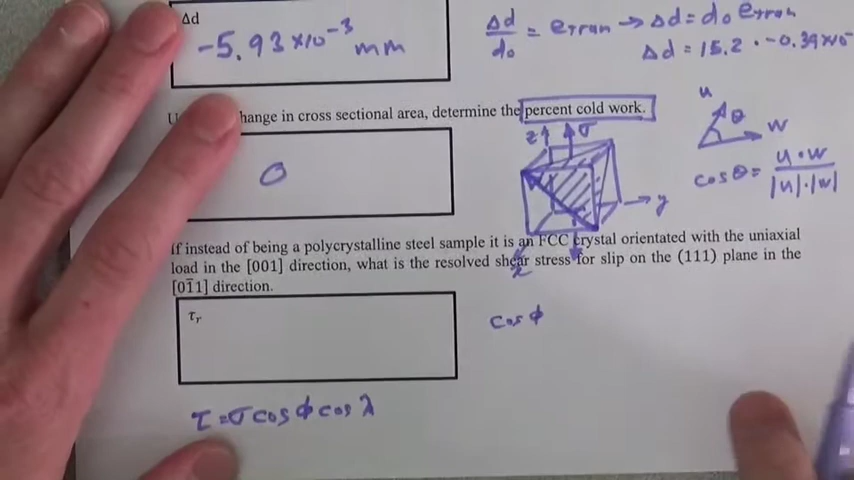 Δd
-5.93 ×10⁻³ mm
Δd/d₀ = eTran → Δd = d₀ eTran
Δd = 15.2 · -0.39×10⁻
hange in cross sectional area, determine the percent cold work.
0
z σ
y
u θ w
cosθ = u·w / |u|·|w|
If instead of being a polycrystalline steel sample it is an FCC crystal orientated with the uniaxial
load in the [001] direction, what is the resolved shear stress for slip on the (111) plane in the
[01̄1] direction.
τr
cos ϕ
τ = σ cos ϕ cos λ